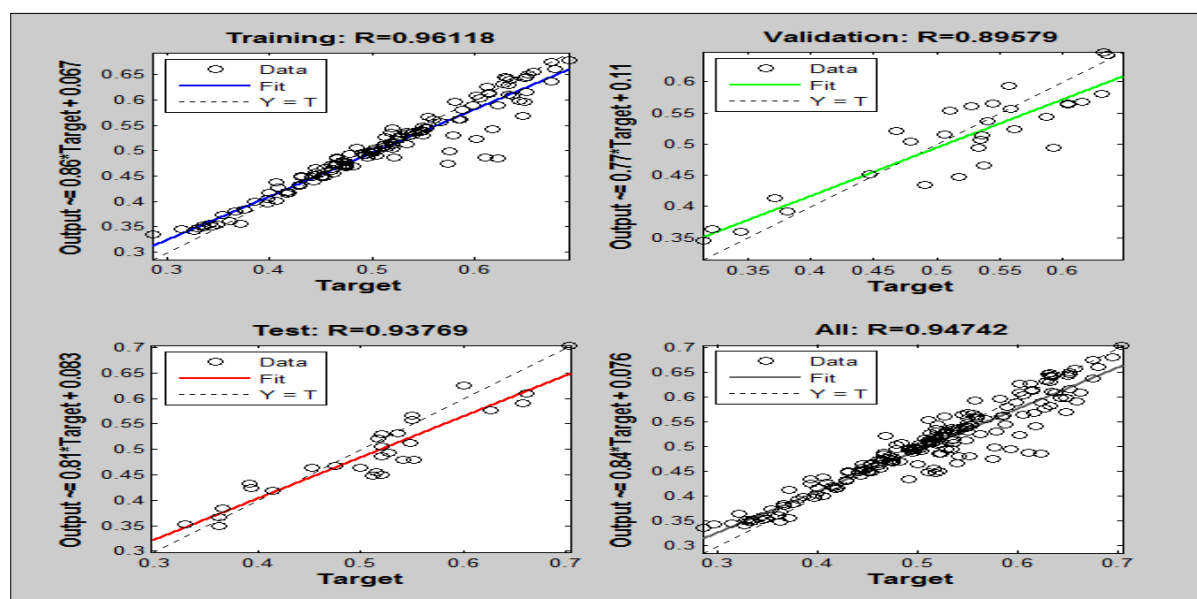 Training: R=0.96118
Output ~= 0.86*Target + 0.067
0.65
0.6
0.55
0.5
0.45
0.4
0.35
0.3
Data
Fit
Y = T
0.3 0.4 0.5 0.6
Target
Validation: R=0.89579
Output ~= 0.77*Target + 0.11
0.6
0.55
0.5
0.45
0.4
0.35
Data
Fit
Y = T
0.35 0.4 0.45 0.5 0.55 0.6
Target
Test: R=0.93769
Output ~= 0.81*Target + 0.083
0.7
0.65
0.6
0.55
0.5
0.45
0.4
0.35
0.3
Data
Fit
Y = T
0.3 0.4 0.5 0.6 0.7
Target
All: R=0.94742
Output ~= 0.84*Target + 0.076
0.7
0.65
0.6
0.55
0.5
0.45
0.4
0.35
0.3
Data
Fit
Y = T
0.3 0.4 0.5 0.6 0.7
Target